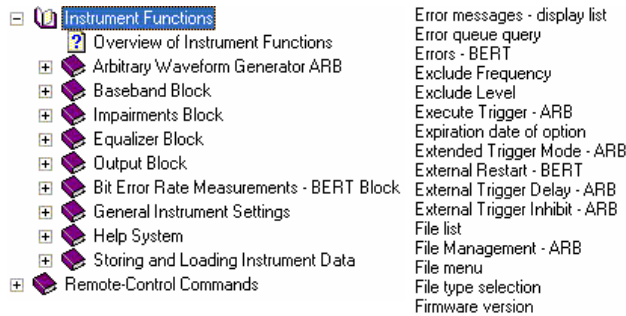 Instrument Functions
Overview of Instrument Functions
Arbitrary Waveform Generator ARB
Baseband Block
Impairments Block
Equalizer Block
Output Block
Bit Error Rate Measurements - BERT Block
General Instrument Settings
Help System
Storing and Loading Instrument Data
Remote-Control Commands
Error messages - display list
Error queue query
Errors - BERT
Exclude Frequency
Exclude Level
Execute Trigger - ARB
Expiration date of option
Extended Trigger Mode - ARB
External Restart - BERT
External Trigger Delay - ARB
External Trigger Inhibit - ARB
File list
File Management - ARB
File menu
File type selection
Firmware version